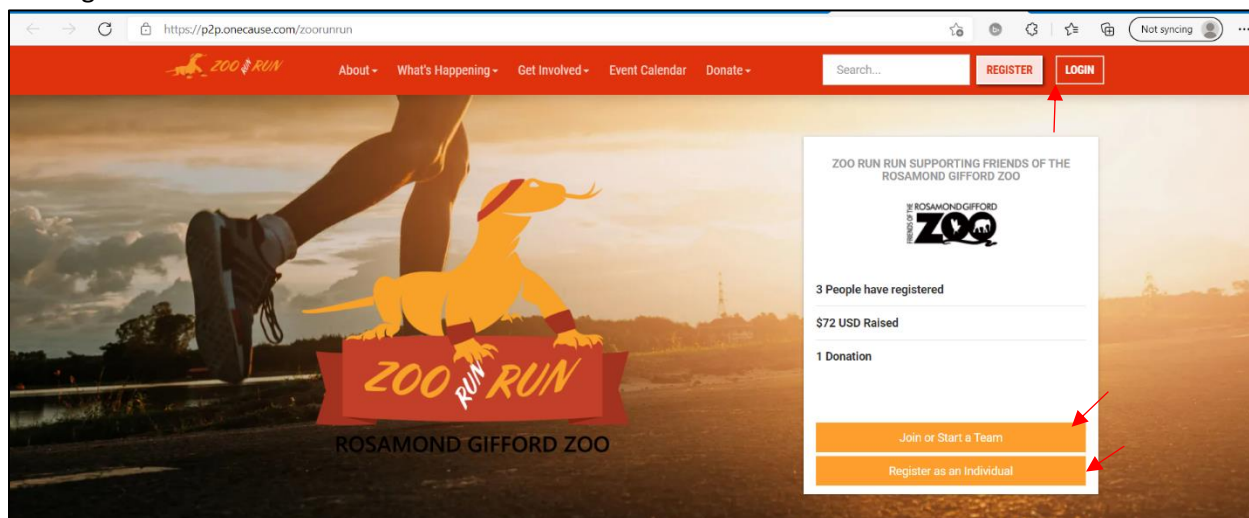 https://p2p.onecause.com/zoorunrun
Not syncing
ZOO RUN RUN
About
What's Happening
Get Involved
Event Calendar
Donate
Search...
REGISTER
LOGIN
ZOO RUN RUN SUPPORTING FRIENDS OF THE
ROSAMOND GIFFORD ZOO
FRIENDS OF THE
ROSAMOND GIFFORD
ZOO
3 People have registered
$72 USD Raised
1 Donation
ZOO RUN RUN
ROSAMOND GIFFORD ZOO
Join or Start a Team
Register as an Individual